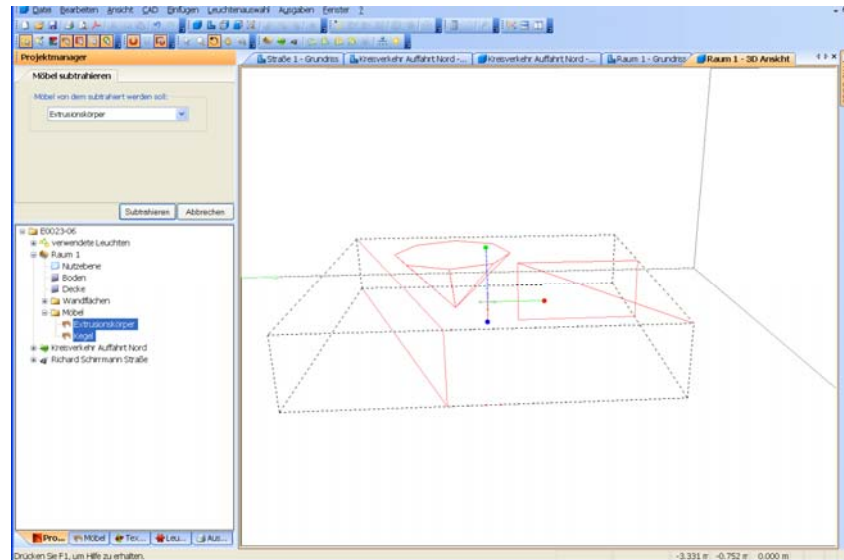 Datei Bearbeiten Ansicht CAD Einfügen Leuchtenauswahl Ausgaben Fenster ?
Projektmanager
Straße 1 - Grundriss Kreisverkehr Auffahrt Nord -... Kreisverkehr Auffahrt Nord -... Raum 1 - Grundriss Raum 1 - 3D Ansicht
Möbel subtrahieren
Möbel von dem subtrahiert werden soll:
Extrusionskörper
Subtrahieren Abbrechen
E0023-06
verwendete Leuchten
Raum 1
Nutzebene
Boden
Decke
Wandflächen
Möbel
Extrusionskörper
Kegel
Kreisverkehr Auffahrt Nord
Richard Schirrmann Straße
Pro... Möbel Tex... Leu... Aus...
Drücken Sie F1, um Hilfe zu erhalten. -3.331 m -0.752 m 0.000 m